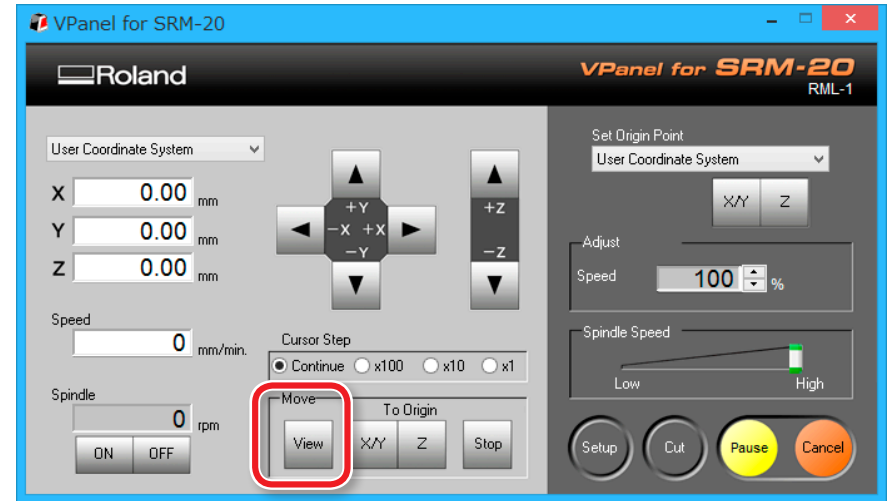 VPanel for SRM-20
Roland
VPanel for SRM-20
RML-1
User Coordinate System
X 0.00 mm
Y 0.00 mm
Z 0.00 mm
Speed
0 mm/min.
Spindle
0 rpm
ON OFF
+Y
-X +X
-Y
+Z
-Z
Cursor Step
Continue x100 x10 x1
Move
To Origin
View X/Y Z Stop
Set Origin Point
User Coordinate System
X/Y Z
Adjust
Speed 100 %
Spindle Speed
Low High
Setup Cut Pause Cancel